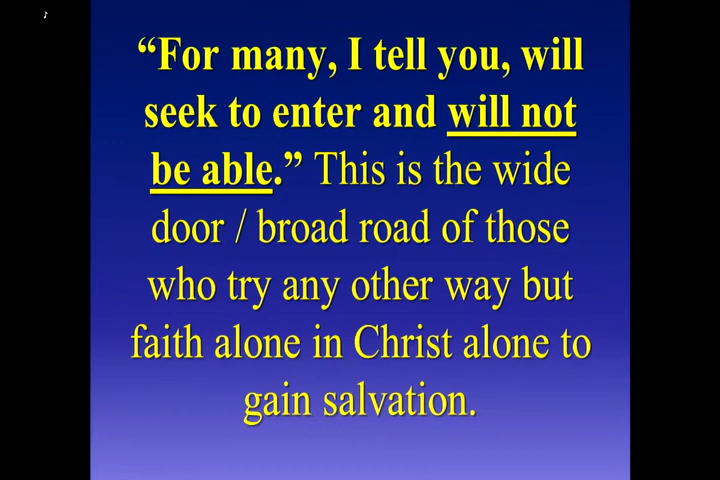 “For many, I tell you, will
seek to enter and will not
be able.” This is the wide
door / broad road of those
who try any other way but
faith alone in Christ alone to
gain salvation.